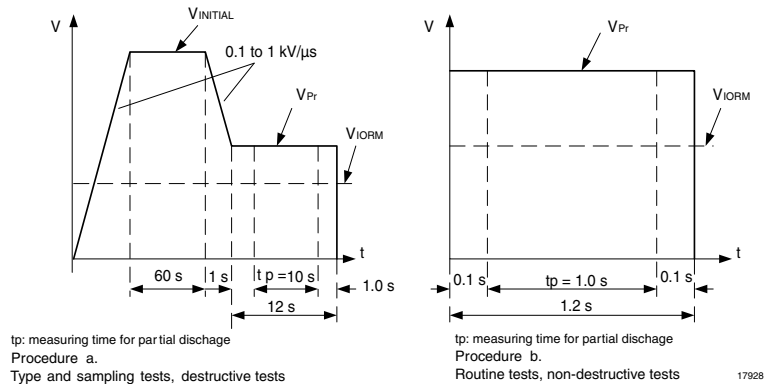 V
VINITIAL
0.1 to 1 kV/µs
VPr
VIORM
t
60 s
1 s
t p =10 s
1.0 s
12 s
tp: measuring time for partial dischage
Procedure a.
Type and sampling tests, destructive tests
V
VPr
VIORM
t
0.1 s
tp = 1.0 s
0.1 s
1.2 s
tp: measuring time for partial dischage
Procedure b.
Routine tests, non-destructive tests
17928